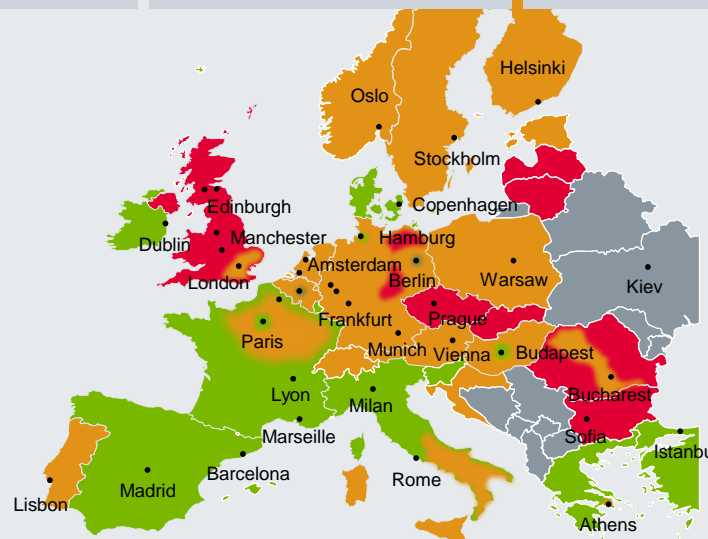 Helsinki
Oslo
Stockholm
Edinburgh
Copenhagen
Dublin
Manchester
Hamburg
Amsterdam
London
Berlin
Warsaw
Kiev
Frankfurt
Prague
Paris
Munich
Vienna
Budapest
Lyon
Milan
Bucharest
Marseille
Sofia
Istanbu
Barcelona
Rome
Madrid
Lisbon
Athens